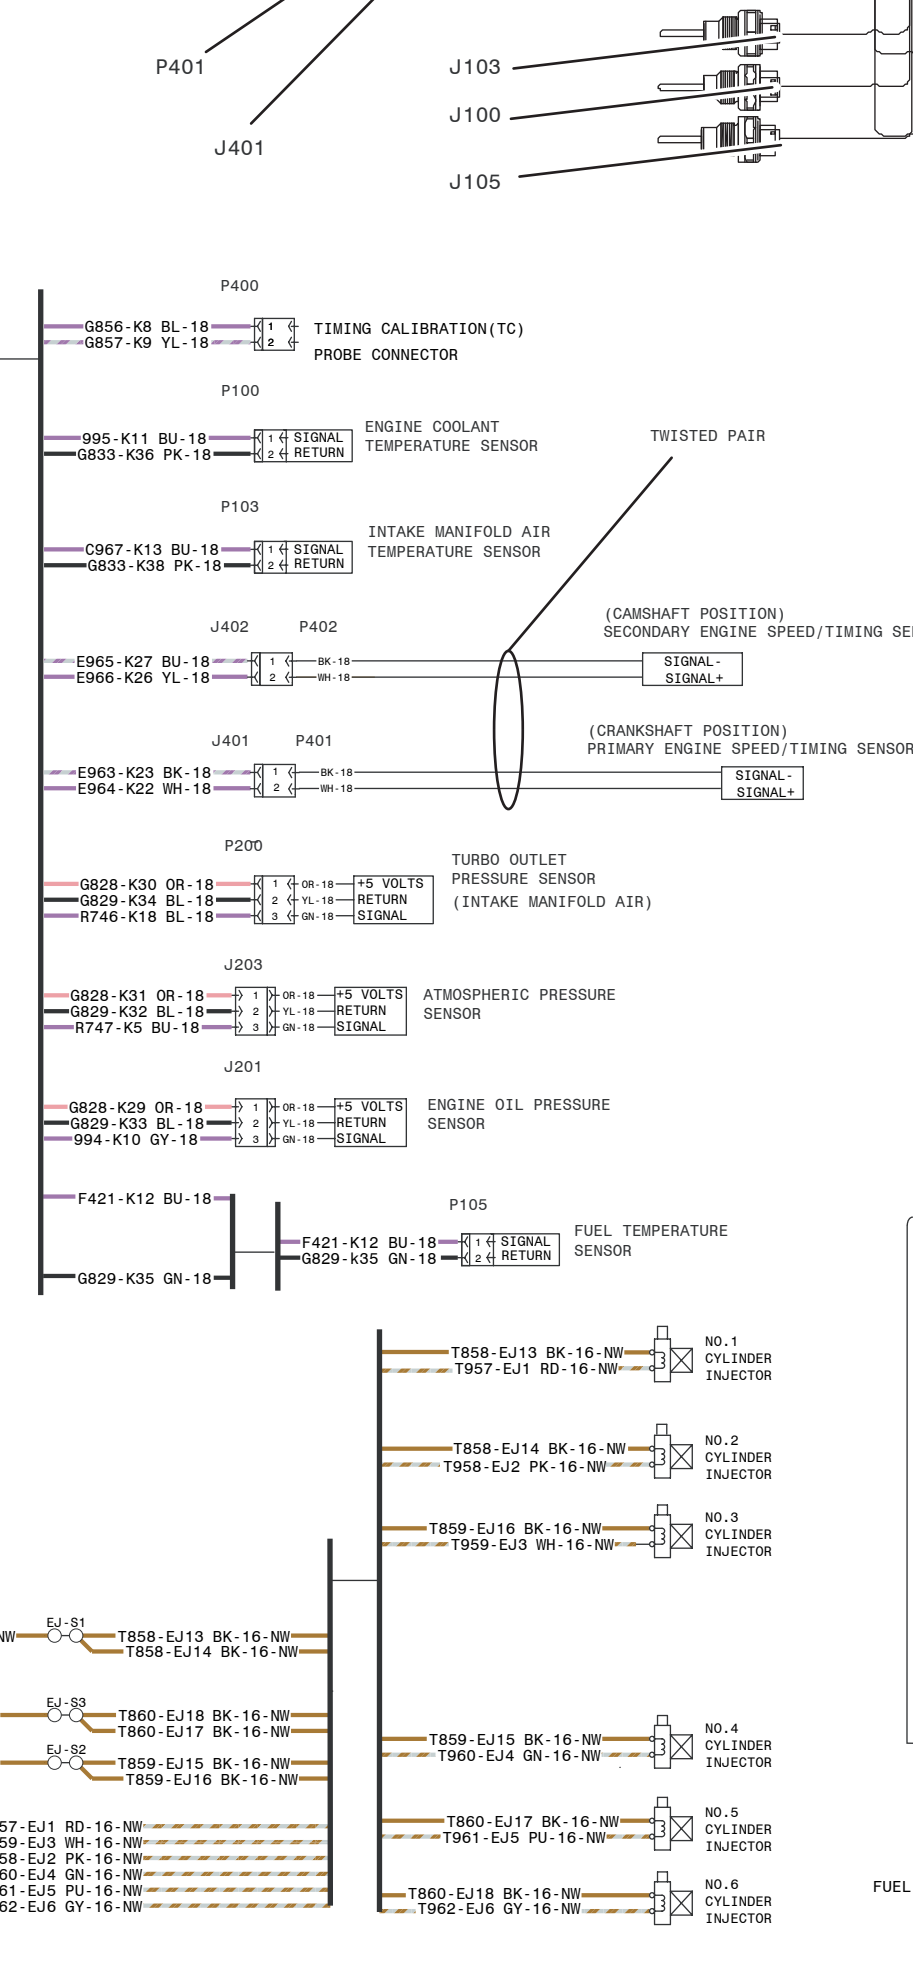 J103
P401
J100
J401
J105
P400
G856-K8 BL-18 1
G857-K9 YL-18 2
TIMING CALIBRATION(TC)
PROBE CONNECTOR
P100
995-K11 BU-18 1 SIGNAL
G833-K36 PK-18 2 RETURN
ENGINE COOLANT
TEMPERATURE SENSOR
TWISTED PAIR
P103
C967-K13 BU-18 1 SIGNAL
G833-K38 PK-18 2 RETURN
INTAKE MANIFOLD AIR
TEMPERATURE SENSOR
J402 P402
(CAMSHAFT POSITION)
SECONDARY ENGINE SPEED/TIMING SE
E965-K27 BU-18 1 BK-18 SIGNAL-
E966-K26 YL-18 2 WH-18 SIGNAL+
J401 P401
(CRANKSHAFT POSITION)
PRIMARY ENGINE SPEED/TIMING SENSOR
E963-K23 BK-18 1 BK-18 SIGNAL-
E964-K22 WH-18 2 WH-18 SIGNAL+
P200
TURBO OUTLET
PRESSURE SENSOR
(INTAKE MANIFOLD AIR)
G828-K30 OR-18 1 OR-18 +5 VOLTS
G829-K34 BL-18 2 YL-18 RETURN
R746-K18 BL-18 3 GN-18 SIGNAL
J203
G828-K31 OR-18 1 OR-18 +5 VOLTS
G829-K32 BL-18 2 YL-18 RETURN
R747-K5 BU-18 3 GN-18 SIGNAL
ATMOSPHERIC PRESSURE
SENSOR
J201
G828-K29 OR-18 1 OR-18 +5 VOLTS
G829-K33 BL-18 2 YL-18 RETURN
994-K10 GY-18 3 GN-18 SIGNAL
ENGINE OIL PRESSURE
SENSOR
F421-K12 BU-18
P105
F421-K12 BU-18 1 SIGNAL
G829-k35 GN-18 2 RETURN
FUEL TEMPERATURE
SENSOR
G829-K35 GN-18
T858-EJ13 BK-16-NW
T957-EJ1 RD-16-NW
NO.1
CYLINDER
INJECTOR
T858-EJ14 BK-16-NW
T958-EJ2 PK-16-NW
NO.2
CYLINDER
INJECTOR
T859-EJ16 BK-16-NW
T959-EJ3 WH-16-NW
NO.3
CYLINDER
INJECTOR
NW EJ-S1
T858-EJ13 BK-16-NW
T858-EJ14 BK-16-NW
EJ-S3
T860-EJ18 BK-16-NW
T860-EJ17 BK-16-NW
EJ-S2
T859-EJ15 BK-16-NW
T859-EJ16 BK-16-NW
T859-EJ15 BK-16-NW
T960-EJ4 GN-16-NW
NO.4
CYLINDER
INJECTOR
T860-EJ17 BK-16-NW
T961-EJ5 PU-16-NW
NO.5
CYLINDER
INJECTOR
57-EJ1 RD-16-NW
59-EJ3 WH-16-NW
58-EJ2 PK-16-NW
60-EJ4 GN-16-NW
61-EJ5 PU-16-NW
62-EJ6 GY-16-NW
T860-EJ18 BK-16-NW
T962-EJ6 GY-16-NW
NO.6
CYLINDER
INJECTOR
FUEL